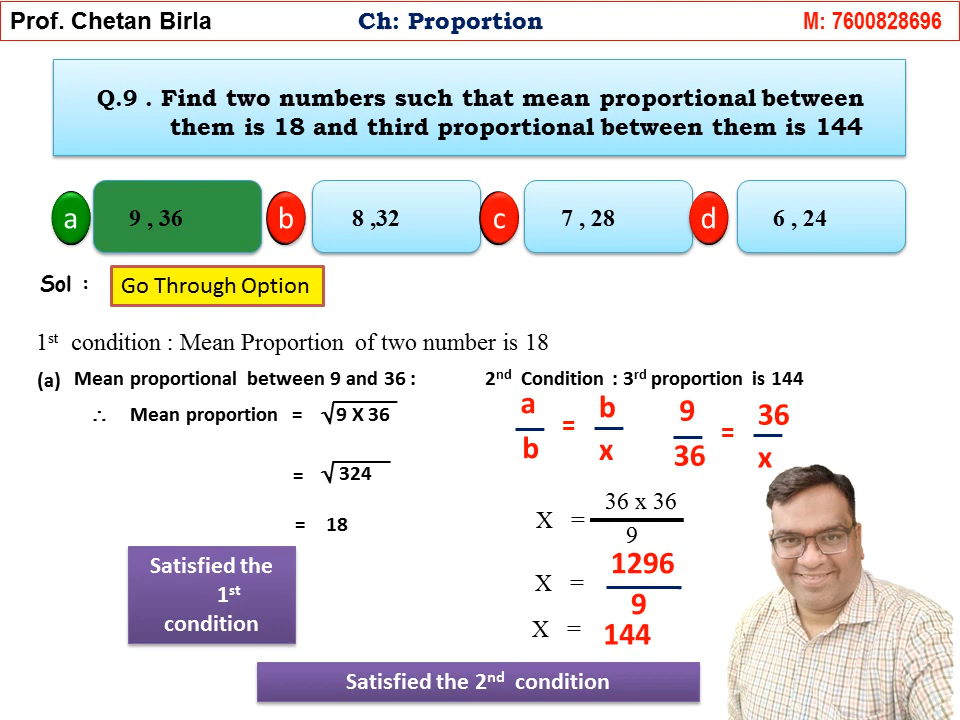 Prof. Chetan Birla Ch: Proportion M: 7600828696
Q.9 . Find two numbers such that mean proportional between
them is 18 and third proportional between them is 144
a 9 , 36 b 8 ,32 c 7 , 28 d 6 , 24
Sol : Go Through Option
1st condition : Mean Proportion of two number is 18
(a) Mean proportional between 9 and 36 :
∴ Mean proportion = √9 X 36
= √324
= 18
Satisfied the
1st
condition
2nd Condition : 3rd proportion is 144
a/b = b/x 9/36 = 36/x
X = 36 x 36/9
X = 1296/9
X = 144
Satisfied the 2nd condition